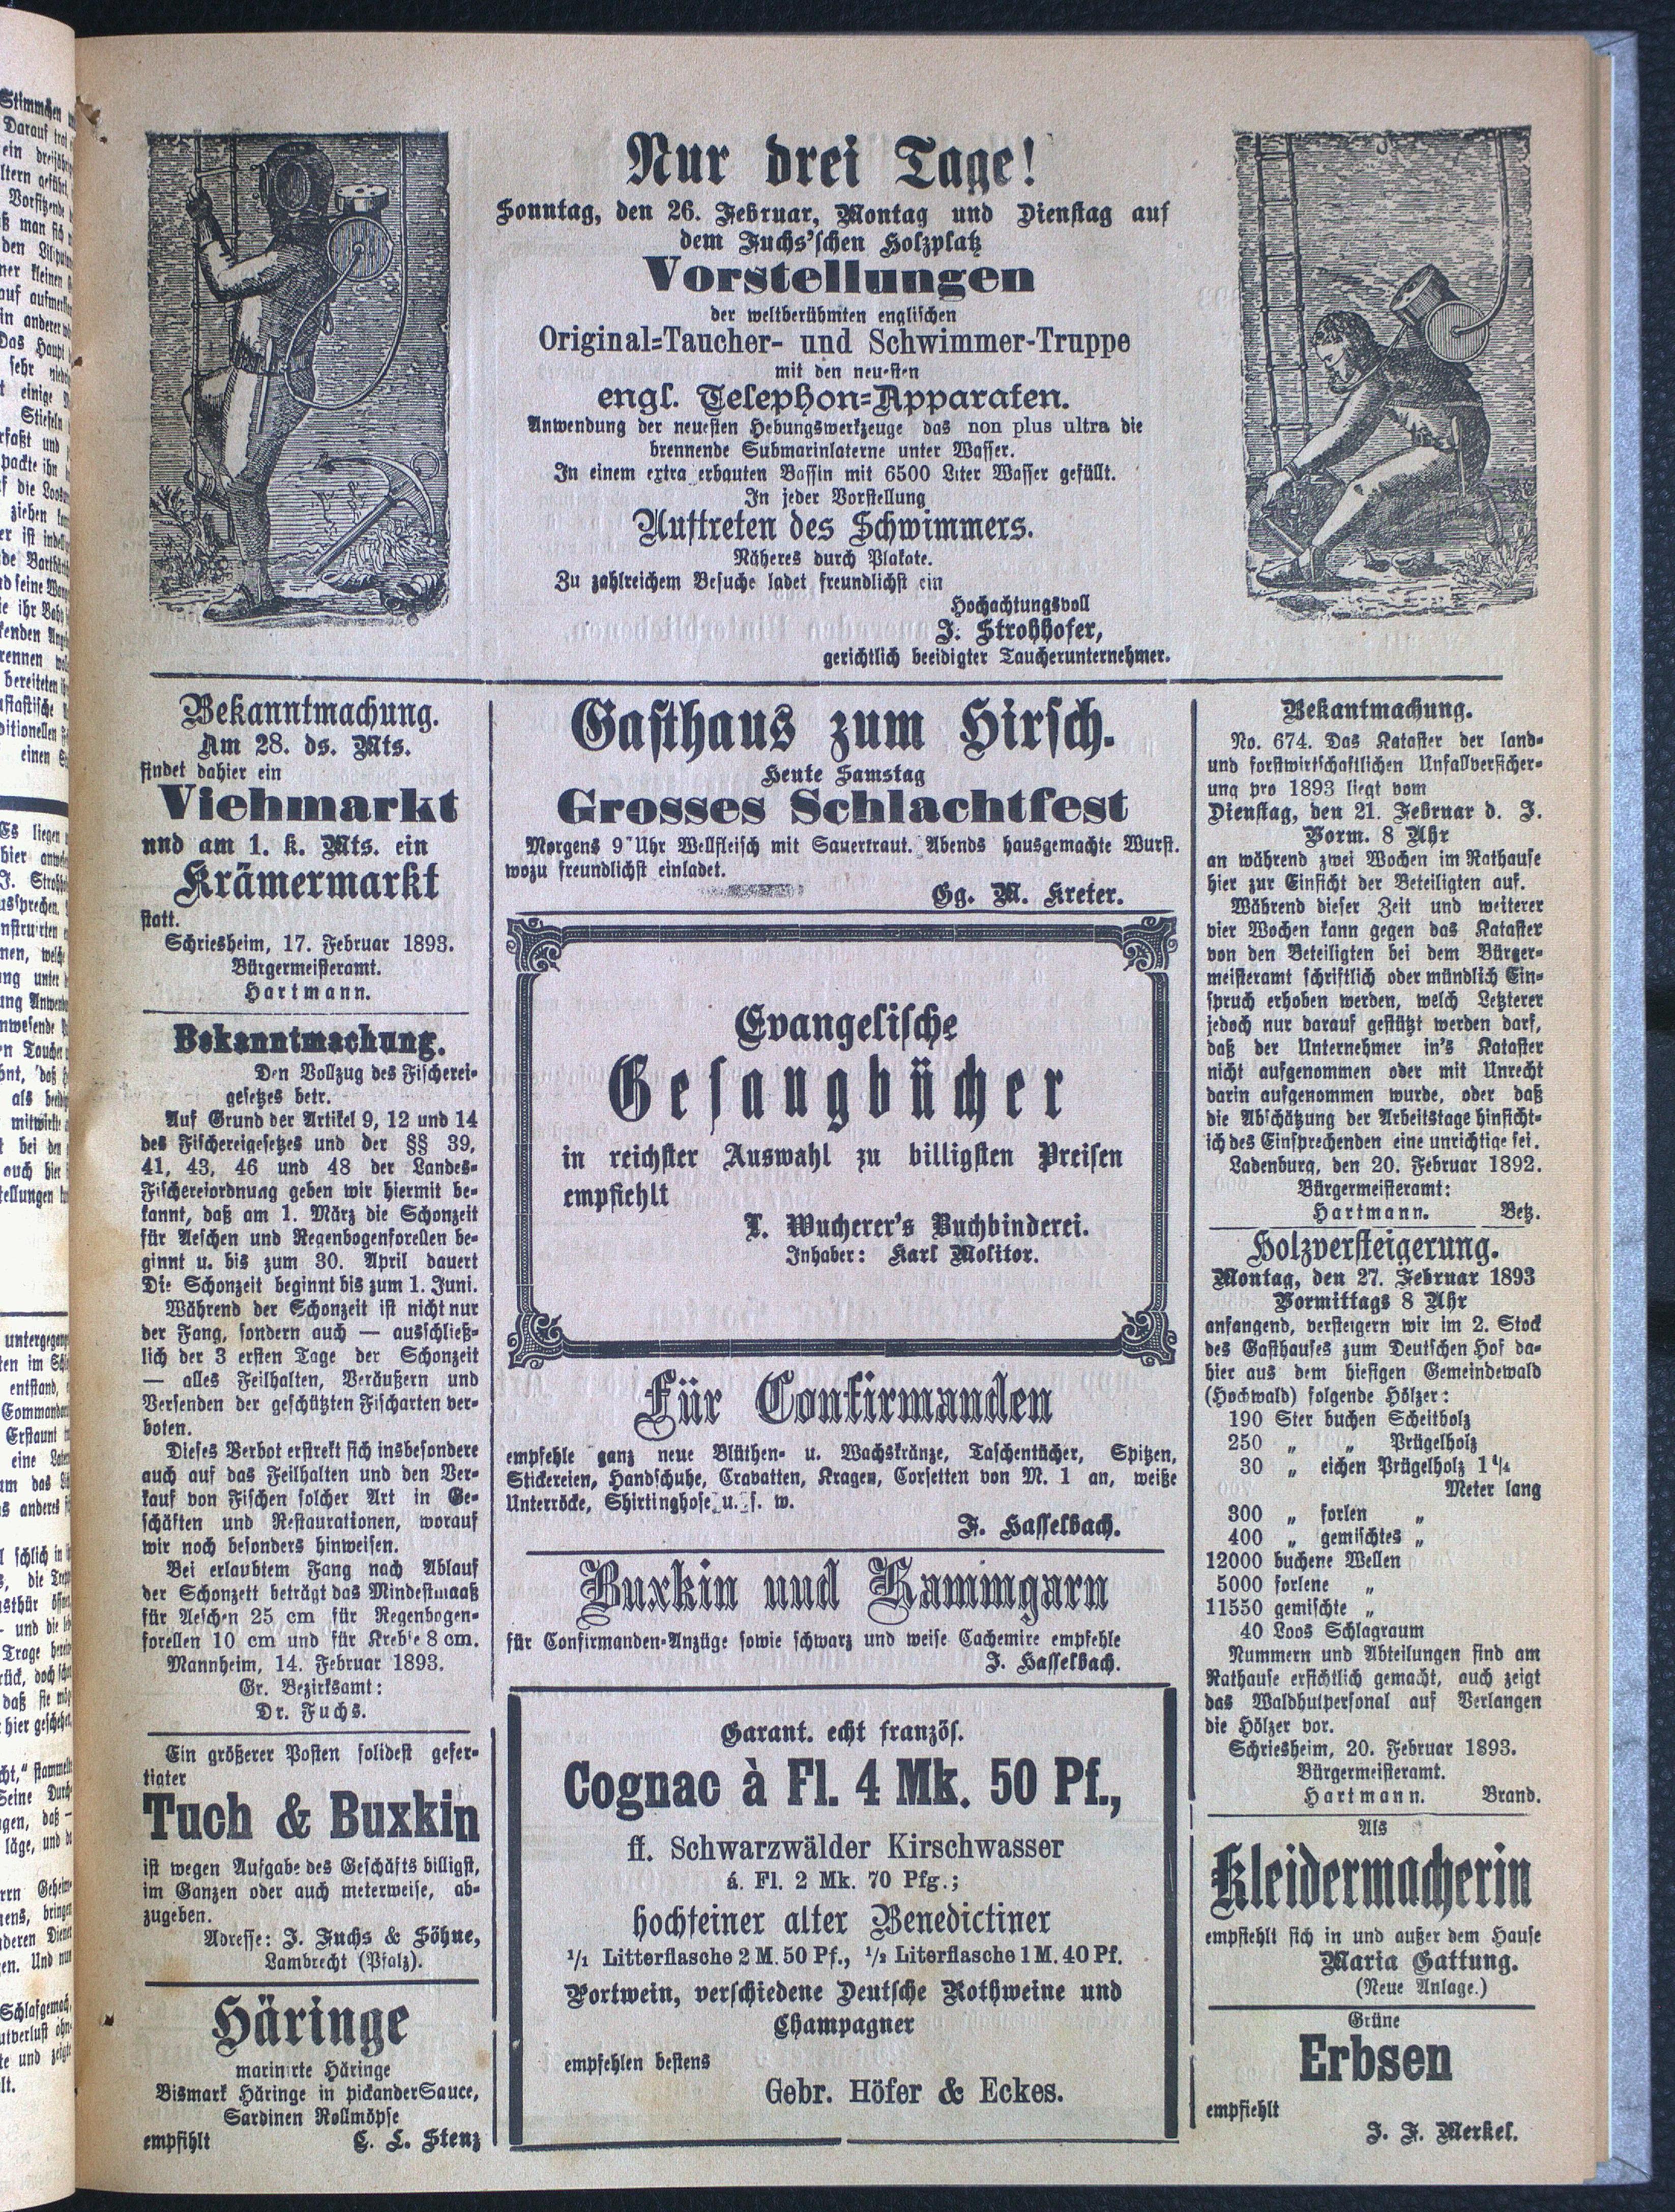 Nur drei Tage!
Sonntag, den 26. Februar, Montag und Dienstag auf
dem Fuchs'schen Holzplatz
Vorstellungen
der weltberühmten englischen
Original-Taucher- und Schwimmer-Truppe
mit den neusten
engl. Telephon-Apparaten.
Anwendung der neuesten Hebungswerkzeuge das non plus ultra die
brennende Submarinlaterne unter Wasser.
In einem extra erbauten Bassin mit 6500 Liter Wasser gefüllt.
In jeder Vorstellung
Auftreten des Schwimmers.
Näheres durch Plakate.
Zu zahlreichem Besuche ladet freundlichst ein
Hochachtungsvoll
J. Strohhofer,
gerichtlich beeidigter Taucherunternehmer.
Bekanntmachung.
Am 28. ds. Mts.
findet dahier ein
Viehmarkt
und am 1. k. Mts. ein
Krämermarkt
statt.
Schriesheim, 17. Februar 1893.
Bürgermeisteramt.
Hartmann.
Bekanntmachung.
Den Vollzug des Fischerei-
gesetzes betr.
Auf Grund der Artikel 9, 12 und 14
des Fischereigesetzes und der §§ 39,
41, 43, 46 und 48 der Landes-
Fischereiordnung geben wir hiermit be-
kannt, daß am 1. März die Schonzeit
für Aeschen und Regenbogenforellen be-
ginnt u. bis zum 30. April dauert
Die Schonzeit beginnt bis zum 1. Juni.
Während der Schonzeit ist nicht nur
der Fang, sondern auch — ausschließ-
lich der 3 ersten Tage der Schonzeit
— alles Feilhalten, Veräußern und
Versenden der geschützten Fischarten ver-
boten.
Dieses Verbot erstrekt sich insbesondere
auch auf das Feilhalten und den Ver-
kauf von Fischen solcher Art in Ge-
schäften und Restaurationen, worauf
wir noch besonders hinweisen.
Bei erlaubtem Fang nach Ablauf
der Schonzett beträgt das Mindestmaaß
für Aeschen 25 cm für Regenbogen-
forellen 10 cm und für Krebse 8 cm.
Mannheim, 14. Februar 1893.
Gr. Bezirksamt:
Dr. Fuchs.
Ein größerer Posten solidest gefer-
tigter
Tuch & Buxkin
ist wegen Aufgabe des Geschäfts billigst,
im Ganzen oder auch meterweise, ab-
zugeben.
Adresse: J. Fuchs & Söhne,
Lambrecht (Pfalz).
Häringe
marinirte Häringe
Bismark Häringe in pickander Sauce,
Sardinen Rollmöpse
empfihlt C. L. Stenz
Gasthaus zum Hirsch.
Heute Samstag
Grosses Schlachtfest
Morgens 9 Uhr Wellfleisch mit Sauerkraut. Abends hausgemachte Wurst.
wozu freundlichst einladet.
Gg. M. Kreter.
Evangelische
Gesangbücher
in reichster Auswahl zu billigsten Preisen
empfiehlt
L. Wucherer's Buchbinderei.
Inhaber: Karl Molitor.
Für Confirmanden
empfehle ganz neue Blüthen- u. Wachskränze, Taschentücher, Spitzen,
Stickereien, Handschuhe, Cravatten, Kragen, Corsetten von M. 1 an, weiße
Unterröcke, Shirtinghose u. s. w.
J. Hasselbach.
Buxkin und Kammgarn
für Confirmanden-Anzüge sowie schwarz und weise Cachemire empfehle
J. Hasselbach.
Garant. echt französ.
Cognac à Fl. 4 Mk. 50 Pf.,
ff. Schwarzwälder Kirschwasser
á. Fl. 2 Mk. 70 Pfg.;
hochfeiner alter Benedictiner
1/1 Litterflasche 2 M. 50 Pf., 1/2 Literflasche 1 M. 40 Pf.
Portwein, verschiedene Deutsche Rothweine und
Champagner
empfehlen bestens
Gebr. Höfer & Eckes.
Bekantmachung.
No. 674. Das Kataster der land-
und forstwirtschaftlichen Unfallversicher-
ung pro 1893 liegt vom
Dienstag, den 21. Februar d. J.
Vorm. 8 Uhr
an während zwei Wochen im Rathause
hier zur Einsicht der Beteiligten auf.
Während dieser Zeit und weiterer
vier Wochen kann gegen das Kataster
von den Beteiligten bei dem Bürger-
meisteramt schriftlich oder mündlich Ein-
spruch erhoben werden, welch Letzterer
jedoch nur darauf gestützt werden darf,
daß der Unternehmer in's Kataster
nicht aufgenommen oder mit Unrecht
darin aufgenommen wurde, oder daß
die Abschätzung der Arbeitstage hinsicht-
ich des Einsprechenden eine unrichtige sei.
Ladenburg, den 20. Februar 1892.
Bürgermeisteramt:
Hartmann. Betz.
Holzversteigerung.
Montag, den 27. Februar 1893
Vormittags 8 Uhr
anfangend, versteigern wir im 2. Stock
des Gasthauses zum Deutschen Hof da-
hier aus dem hiesigen Gemeindewald
(Hochwald) folgende Hölzer:
190 Ster buchen Scheitholz
250 „ „ Prügelholz
30 „ eichen Prügelholz 1 1/4
Meter lang
300 „ forlen „
400 „ gemischtes „
12000 buchene Wellen
5000 forlene „
11550 gemischte „
40 Loos Schlagraum
Nummern und Abteilungen find am
Rathause ersichtlich gemacht, auch zeigt
das Waldhutpersonal auf Verlangen
die Hölzer vor.
Schriesheim, 20. Februar 1893.
Bürgermeisteramt.
Hartmann. Brand.
Als
Kleidermacherin
empfiehlt sich in und außer dem Hause
Maria Gattung.
(Neue Anlage.)
Grüne
Erbsen
empfiehlt
J. F. Merkel.